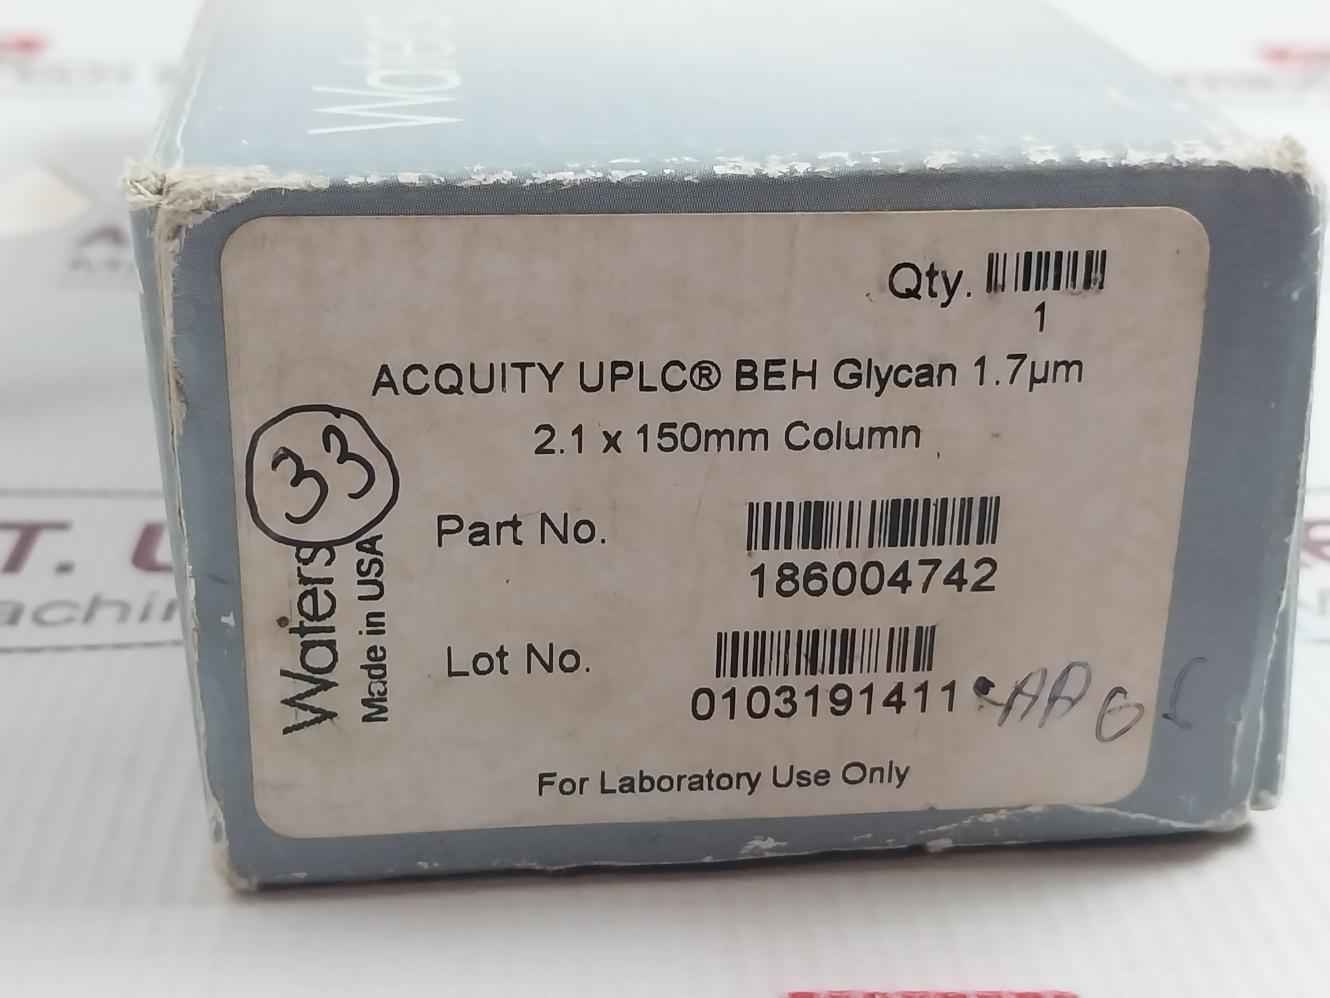 Waters
Qty.
1
ACQUITY UPLC® BEH Glycan 1.7µm
2.1 x 150mm Column
33
Waters
Made in USA
Part No.
186004742
Lot No.
0103191411
For Laboratory Use Only